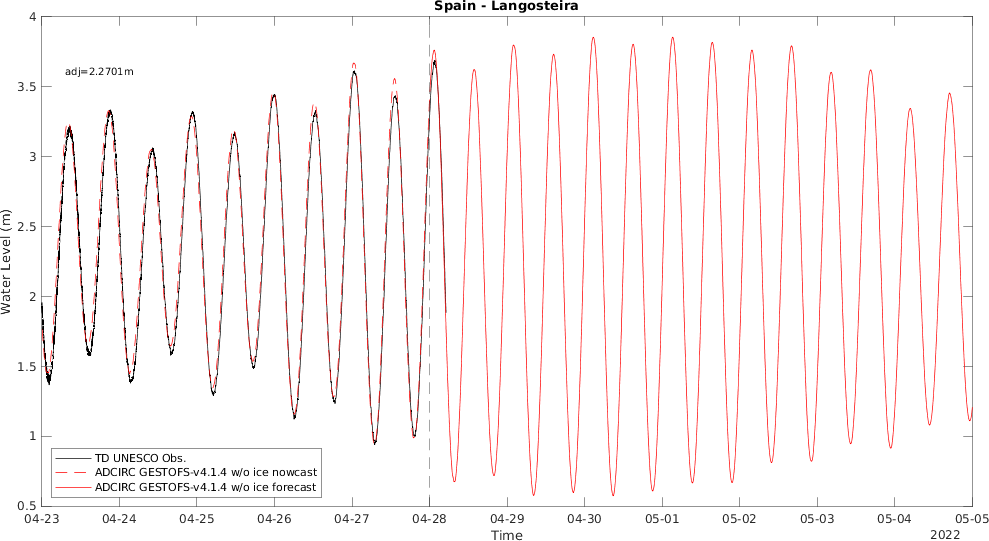 Spain - Langosteira
adj=2.2701m
4
3.5
3
2.5
2
1.5
1
0.5
Water Level (m)
TD UNESCO Obs.
ADCIRC GESTOFS-v4.1.4 w/o ice nowcast
ADCIRC GESTOFS-v4.1.4 w/o ice forecast
04-23 04-24 04-25 04-26 04-27 04-28 04-29 04-30 05-01 05-02 05-03 05-04 05-05
Time
2022